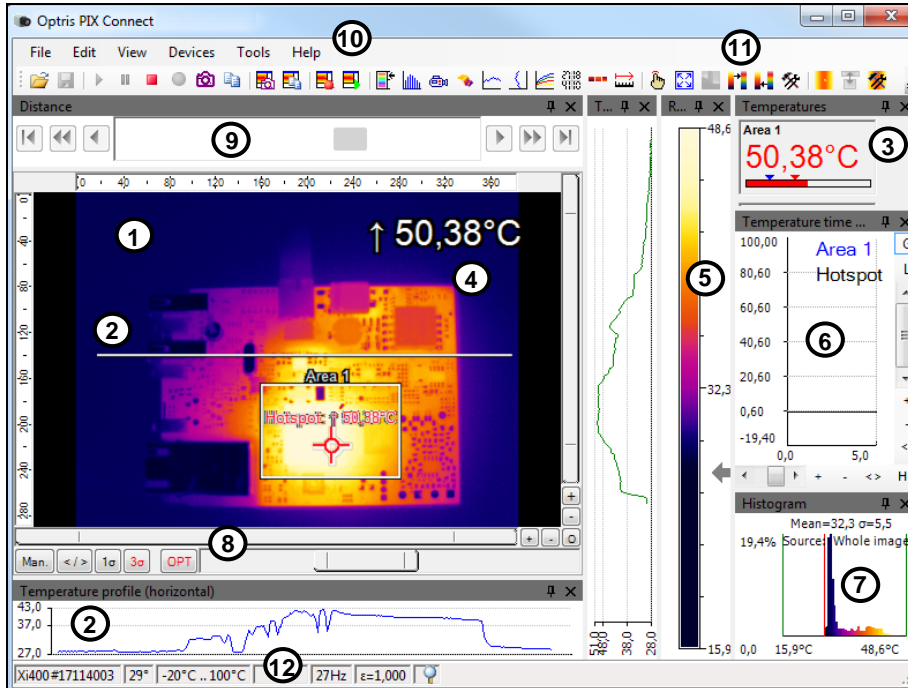 Optris PIX Connect
File Edit View Devices Tools Help
10
11
Distance
T...
R...
Temperatures
9
48,6
Area 1
50,38°C
3
0 40 80 120 160 200 240 280 320 360
0
40
80
120
160
200
240
280
1
↑ 50,38°C
4
2
Area 1
Hotspot: ↑ 50,38°C
5
32,3
15,9
Temperature time ...
100,00
80,60
60,60
40,60
20,60
0,60
-19,40
Area 1
Hotspot
6
0,0 5,0
+ - <> H
+
-
+ - O
8
Man. < / > 1σ 3σ OPT
38,0
28,0
Histogram
Mean=32,3 σ=5,5
19,4% Source: Whole image
7
0,0 15,9°C 48,6°C
Temperature profile (horizontal)
43,0
37,0
27,0
2
12
Xi400#17114003 29° -20°C .. 100°C 27Hz ε=1,000